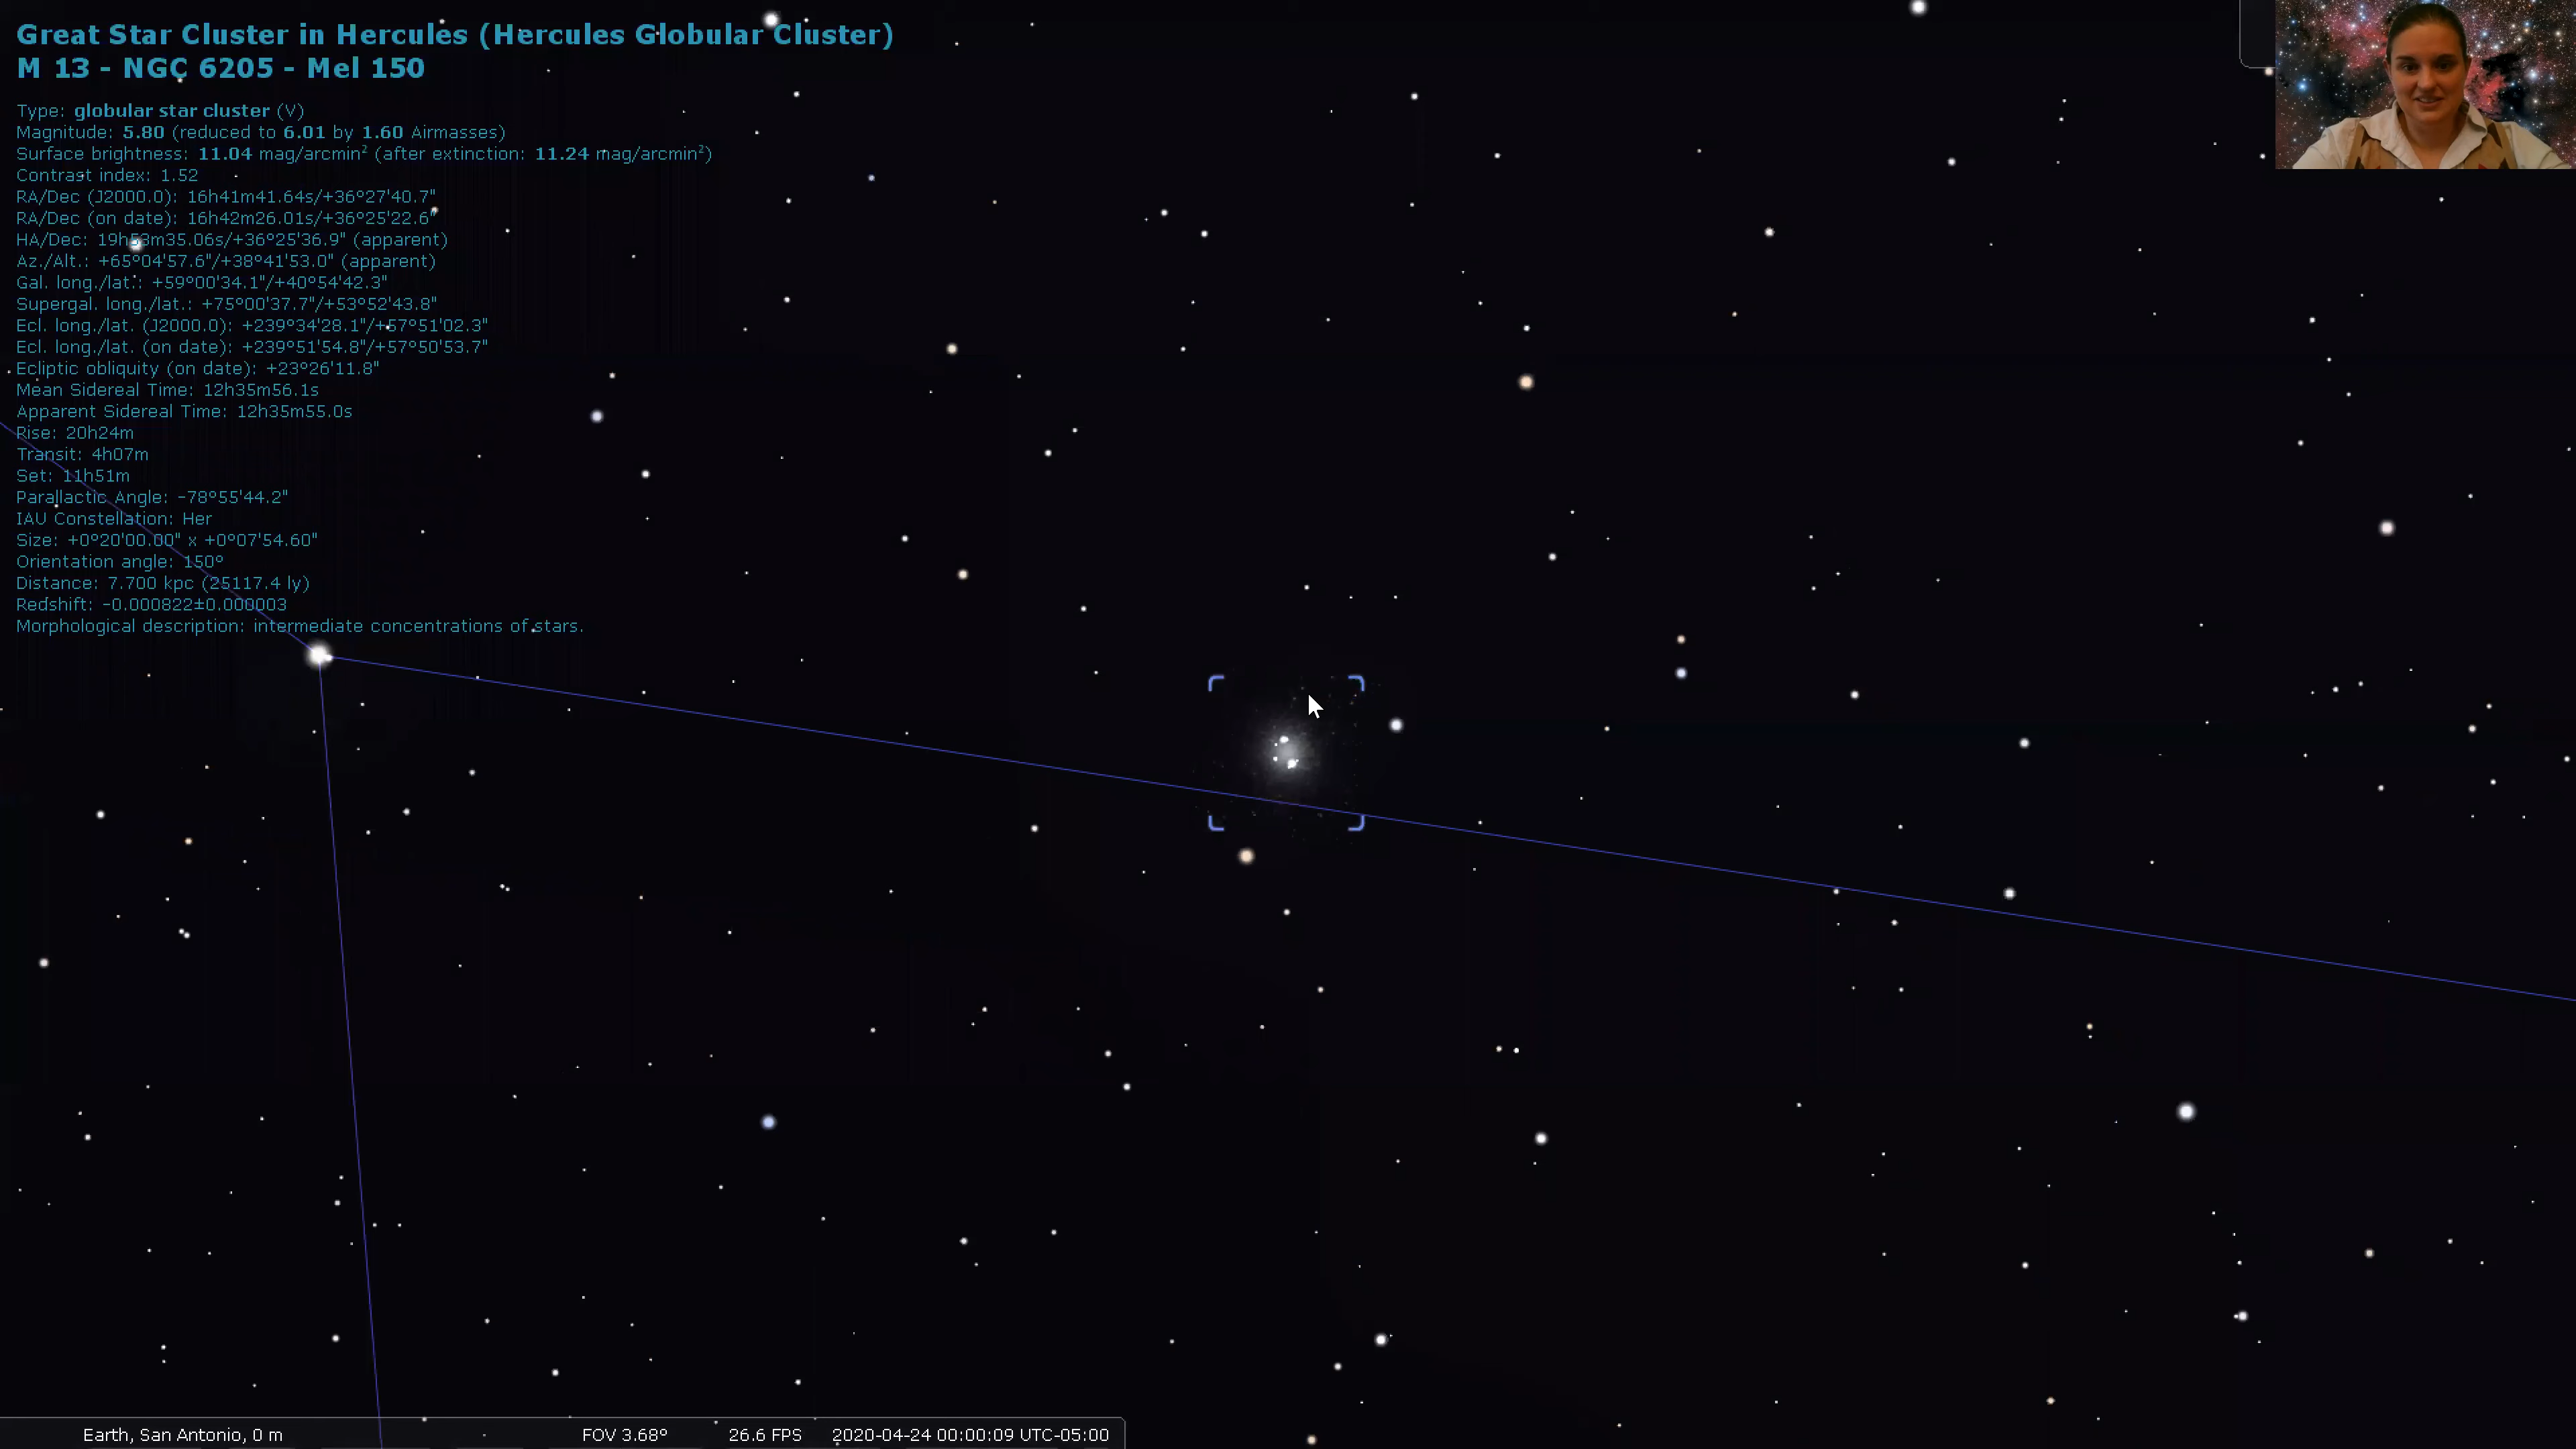 Great Star Cluster in Hercules (Hercules Globular Cluster)
M 13 - NGC 6205 - Mel 150
Type: globular star cluster (V)
Magnitude: 5.80 (reduced to 6.01 by 1.60 Airmasses)
Surface brightness: 11.04 mag/arcmin² (after extinction: 11.24 mag/arcmin²)
Contrast index: 1.52
RA/Dec (J2000.0): 16h41m41.64s/+36°27'40.7"
RA/Dec (on date): 16h42m26.01s/+36°25'22.6"
HA/Dec: 19h53m35.06s/+36°25'36.9" (apparent)
Az./Alt.: +65°04'57.6"/+38°41'53.0" (apparent)
Gal. long./lat.: +59°00'34.1"/+40°54'42.3"
Supergal. long./lat.: +75°00'37.7"/+53°52'43.8"
Ecl. long./lat. (J2000.0): +239°34'28.1"/+57°51'02.3"
Ecl. long./lat. (on date): +239°51'54.8"/+57°50'53.7"
Ecliptic obliquity (on date): +23°26'11.8"
Mean Sidereal Time: 12h35m56.1s
Apparent Sidereal Time: 12h35m55.0s
Rise: 20h24m
Transit: 4h07m
Set: 11h51m
Parallactic Angle: -78°55'44.2"
IAU Constellation: Her
Size: +0°20'00.00" x +0°07'54.60"
Orientation angle: 150°
Distance: 7.700 kpc (25117.4 ly)
Redshift: -0.000822±0.000003
Morphological description: intermediate concentrations of stars.
Earth, San Antonio, 0 m FOV 3.68° 26.6 FPS 2020-04-24 00:00:09 UTC-05:00